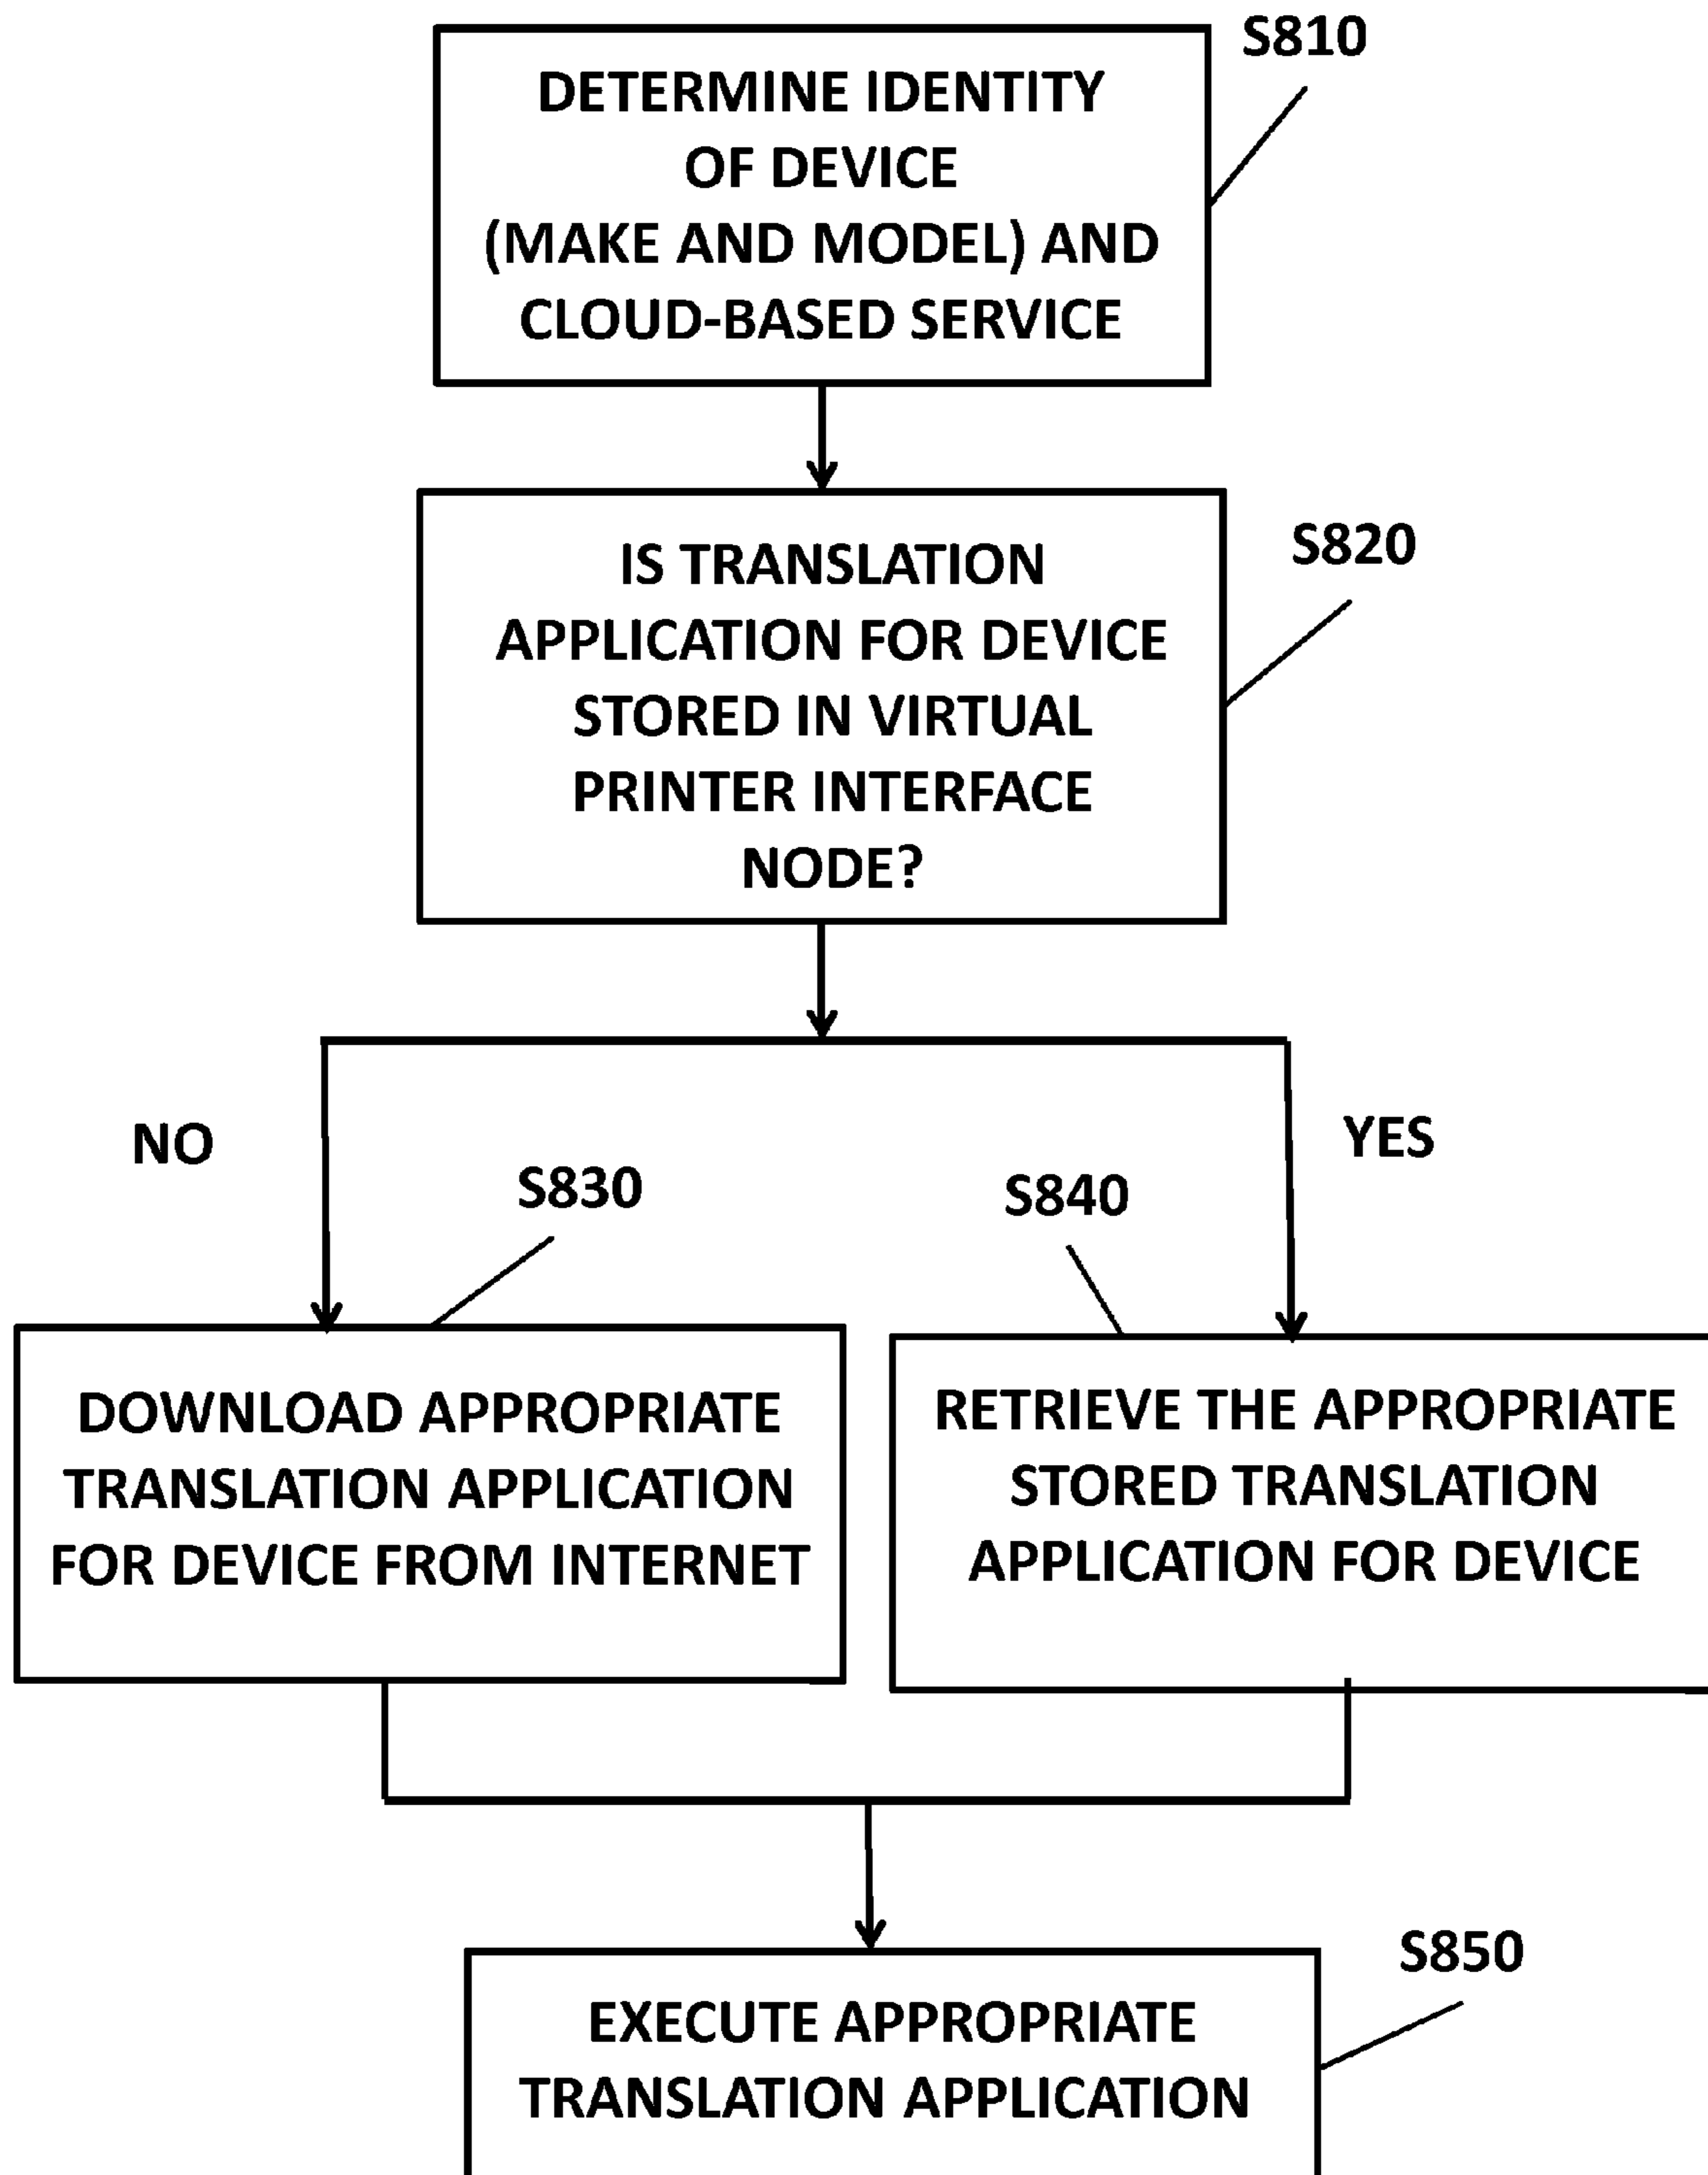 S810
DETERMINE IDENTITY
OF DEVICE
(MAKE AND MODEL) AND
CLOUD-BASED SERVICE
S820
IS TRANSLATION
APPLICATION FOR DEVICE
STORED IN VIRTUAL
PRINTER INTERFACE
NODE?
NO
YES
S830
S840
DOWNLOAD APPROPRIATE
TRANSLATION APPLICATION
FOR DEVICE FROM INTERNET
RETRIEVE THE APPROPRIATE
STORED TRANSLATION
APPLICATION FOR DEVICE
S850
EXECUTE APPROPRIATE
TRANSLATION APPLICATION